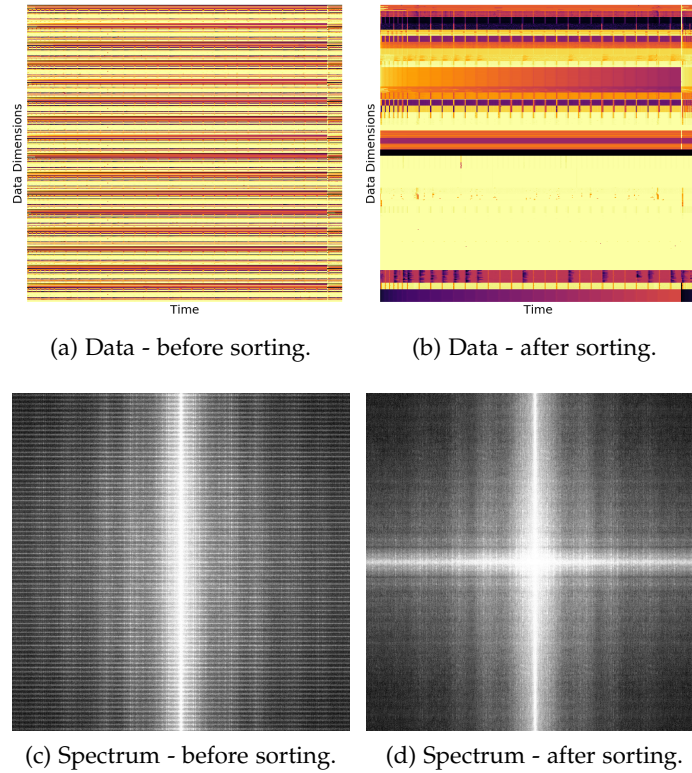 Data Dimensions
Time
Data Dimensions
Time
(a) Data - before sorting.
(b) Data - after sorting.
(c) Spectrum - before sorting.
(d) Spectrum - after sorting.